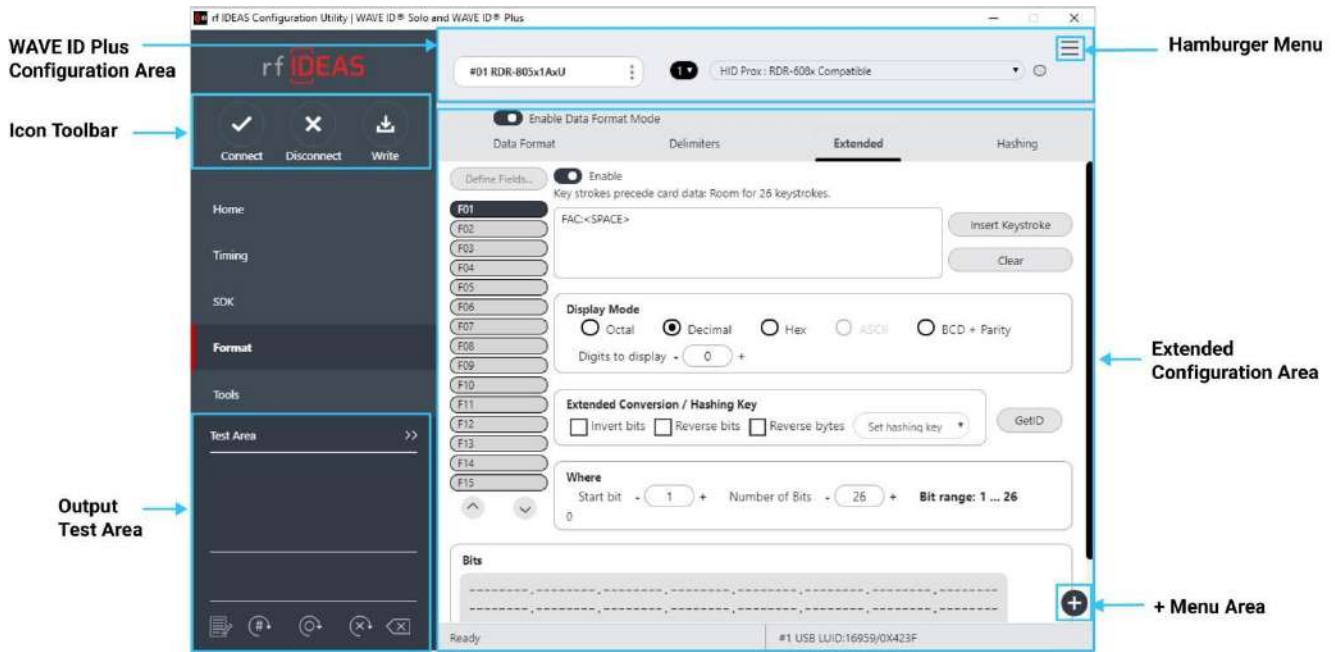 rf IDEAS Configuration Utility | WAVE ID® Solo and WAVE ID® Plus
WAVE ID Plus
Configuration Area
Hamburger Menu
rf IDEAS
#01 RDR-805x1AxU
1
HID Prox : RDR-608x Compatible
Icon Toolbar
Connect
Disconnect
Write
Enable Data Format Mode
Data Format
Delimiters
Extended
Hashing
Home
Timing
SDK
Format
Tools
Define Fields...
Enable
Key strokes precede card data: Room for 26 keystrokes.
F01
F02
F03
F04
F05
F06
F07
F08
F09
F10
F11
F12
F13
F14
F15
FAC:<SPACE>
Insert Keystroke
Clear
Display Mode
Octal
Decimal
Hex
ASCII
BCD + Parity
Digits to display - 0 +
Extended
Configuration Area
Extended Conversion / Hashing Key
Invert bits
Reverse bits
Reverse bytes
Set hashing key
GetID
Where
Start bit - 1 +
Number of Bits - 26 +
Bit range: 1 ... 26
0
Test Area >>
Output
Test Area
Bits
--------.--------.--------.--------.--------.--------.--------.--------
--------.--------.--------.--------.--------.--------.--------.--------
+ Menu Area
Ready
#1 USB LUID:16959/0X423F